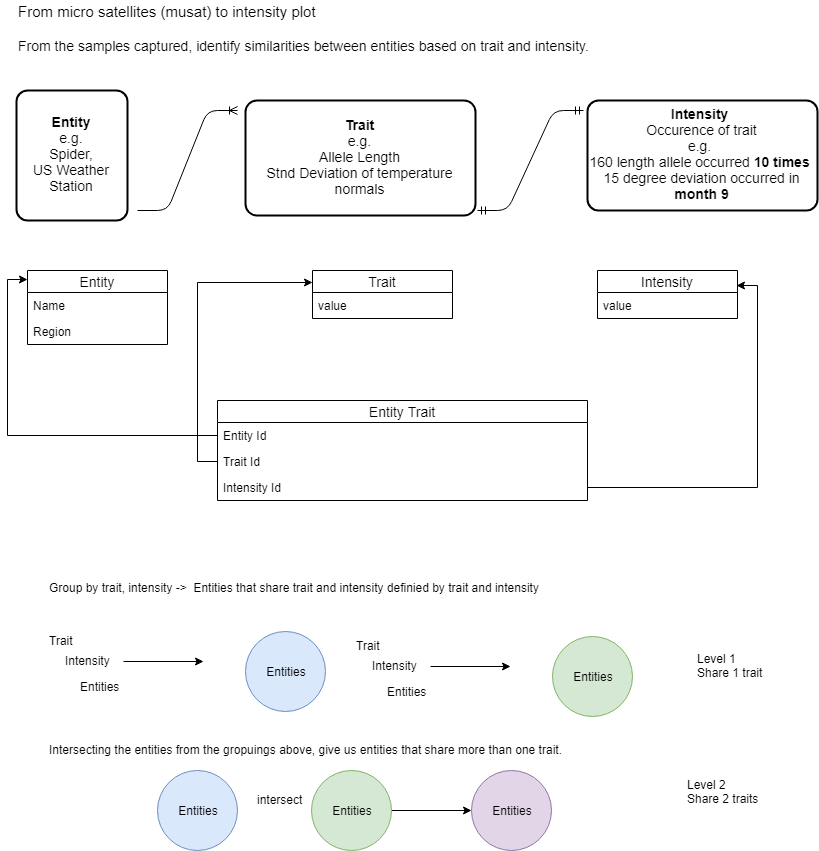 From micro satellites (musat) to intensity plot
From the samples captured, identify similarities between entities based on trait and intensity.
Entity
e.g.
Spider,
US Weather
Station
Trait
e.g.
Allele Length
Stnd Deviation of temperature
normals
Intensity
Occurence of trait
e.g.
160 length allele occurred 10 times
15 degree deviation occurred in
month 9
Entity
Name
Region
Trait
value
Intensity
value
Entity Trait
Entity Id
Trait Id
Intensity Id
Group by trait, intensity -> Entities that share trait and intensity definied by trait and intensity
Trait
Intensity
Entities
Entities
Trait
Intensity
Entities
Entities
Level 1
Share 1 trait
Intersecting the entities from the gropuings above, give us entities that share more than one trait.
Entities
intersect
Entities
Entities
Level 2
Share 2 traits